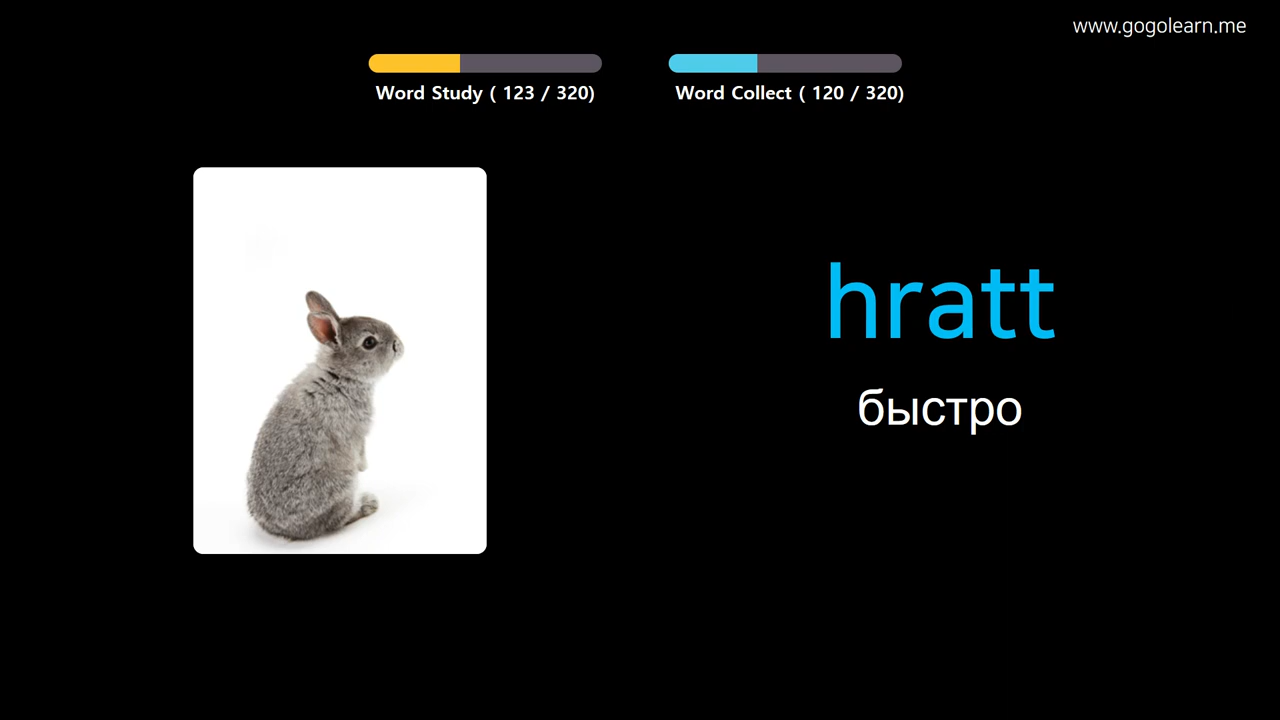 www.gogolearn.me
Word Study ( 123 / 320)
Word Collect ( 120 / 320)
hratt
быстро